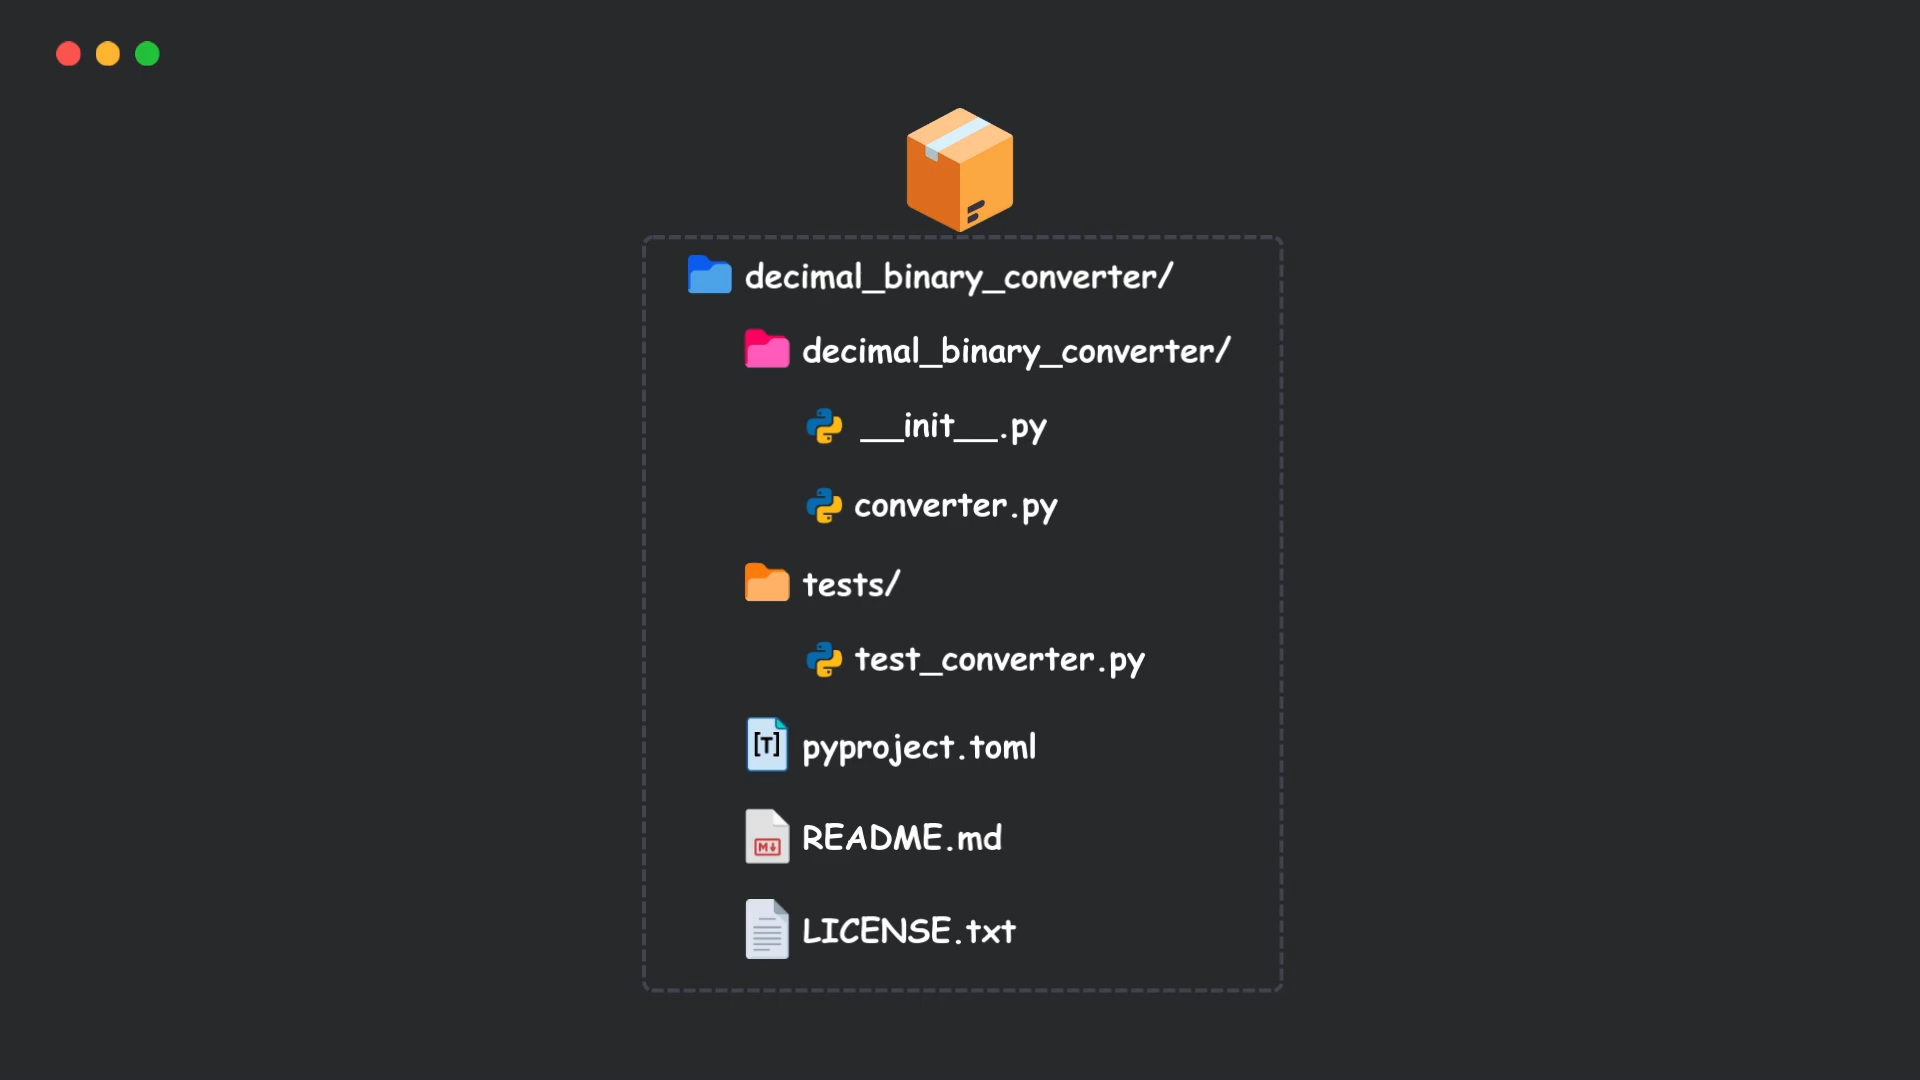 decimal_binary_converter/
decimal_binary_converter/
__init__.py
converter.py
tests/
test_converter.py
[T] pyproject.toml
M↓ README.md
LICENSE.txt